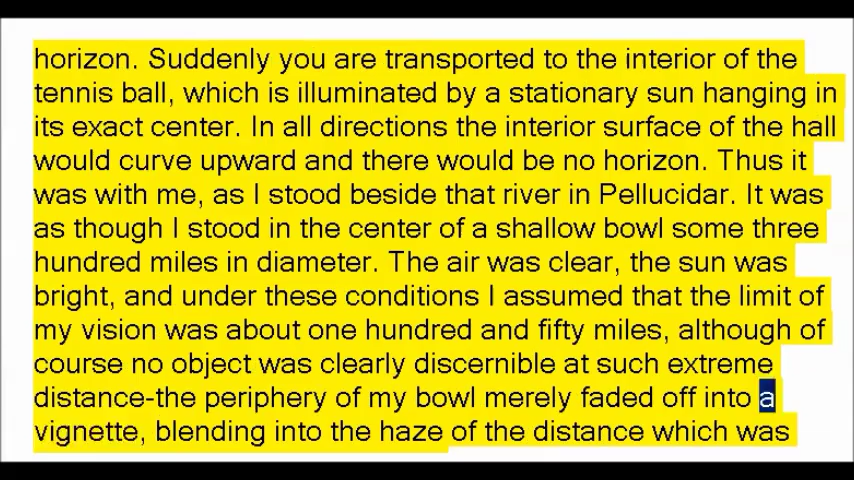 horizon. Suddenly you are transported to the interior of the
tennis ball, which is illuminated by a stationary sun hanging in
its exact center. In all directions the interior surface of the hall
would curve upward and there would be no horizon. Thus it
was with me, as I stood beside that river in Pellucidar. It was
as though I stood in the center of a shallow bowl some three
hundred miles in diameter. The air was clear, the sun was
bright, and under these conditions I assumed that the limit of
my vision was about one hundred and fifty miles, although of
course no object was clearly discernible at such extreme
distance-the periphery of my bowl merely faded off into a
vignette, blending into the haze of the distance which was